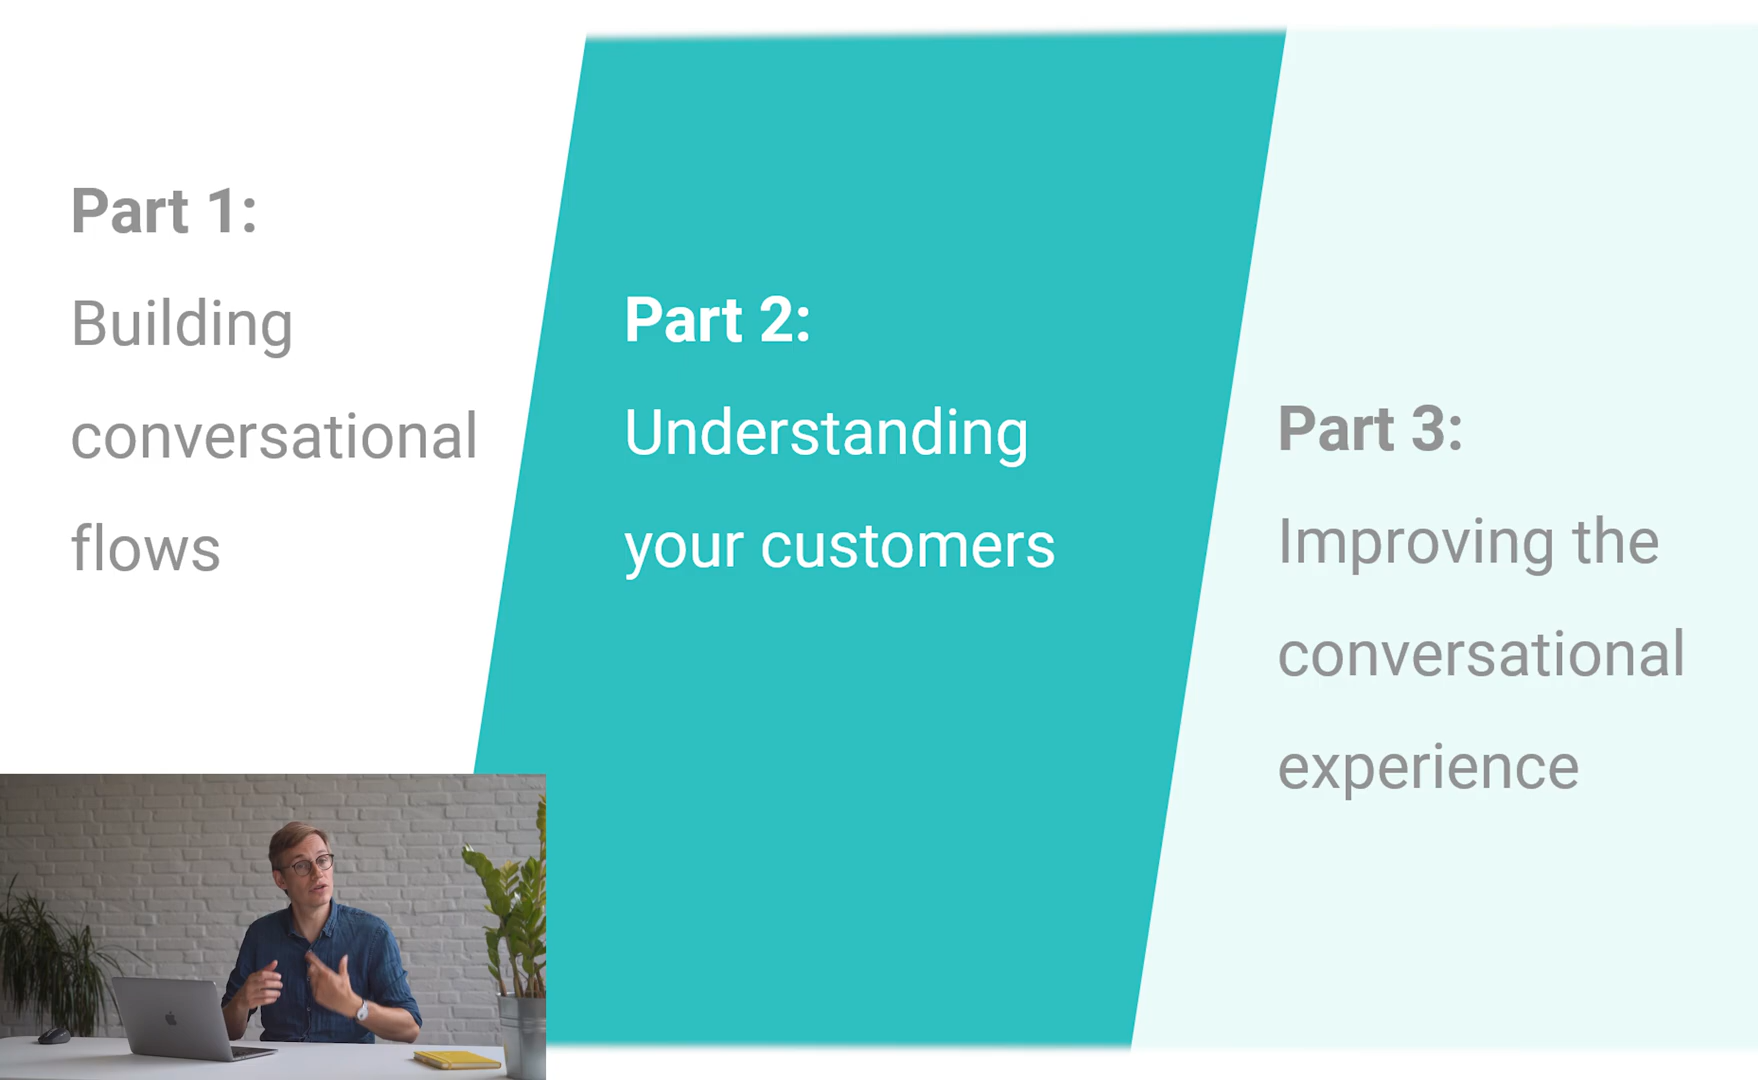 Part 1:
Building
conversational
flows
Part 2:
Understanding
your customers
Part 3:
Improving the
conversational
experience